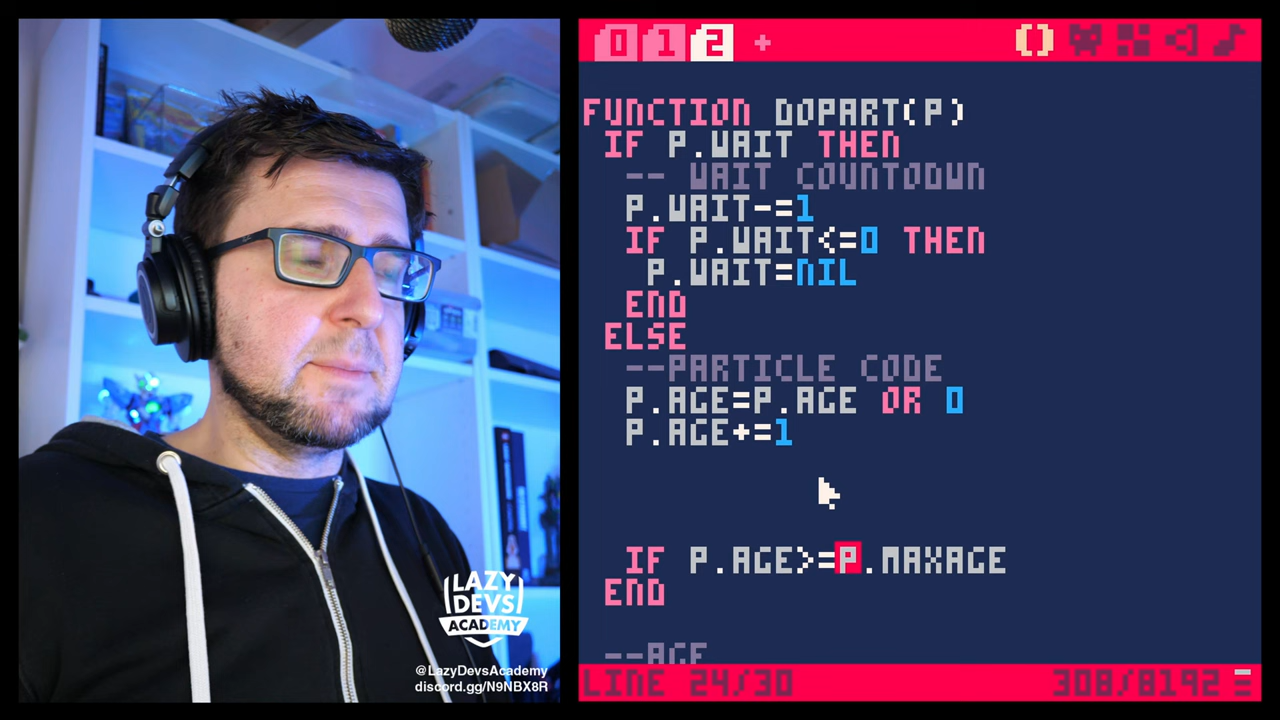 LAZY
DEVS
ACADEMY
@LazyDevsAcademy
discord.gg/N9NBX8R
0 1 2 +
FUNCTION DOPART(P)
IF P.WAIT THEN
-- WAIT COUNTDOWN
P.WAIT-=1
IF P.WAIT<=0 THEN
P.WAIT=NIL
END
ELSE
--PARTICLE CODE
P.AGE=P.AGE OR 0
P.AGE+=1
IF P.AGE>=P.MAXAGE
END
--AGE
LINE 24/30
308/8192